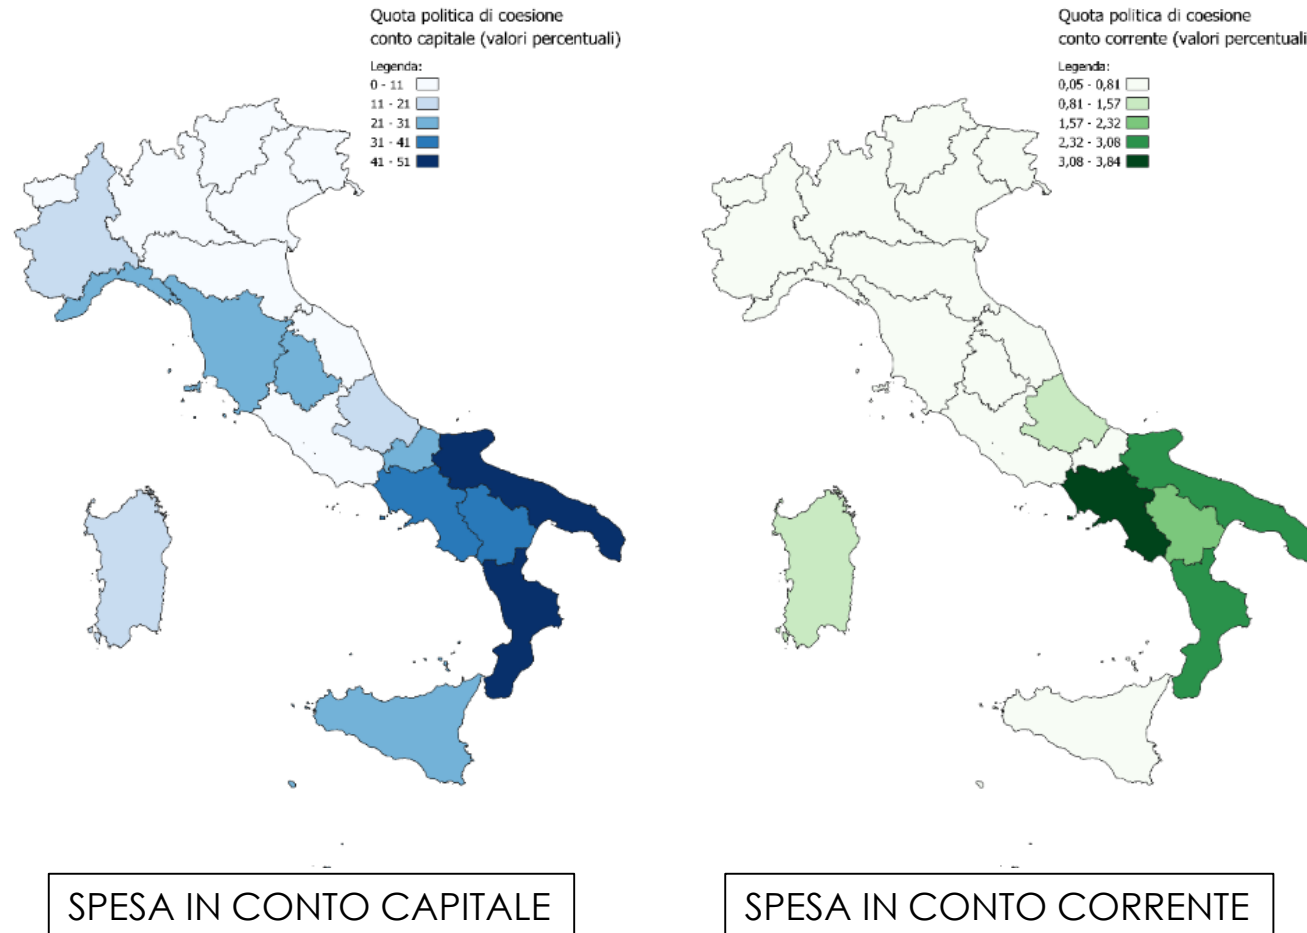 Quota politica di coesione
conto capitale (valori percentuali)
Legenda:
0 - 11
11 - 21
21 - 31
31 - 41
41 - 51
Quota politica di coesione
conto corrente (valori percentuali
Legenda:
0,05 - 0,81
0,81 - 1,57
1,57 - 2,32
2,32 - 3,08
3,08 - 3,84
SPESA IN CONTO CAPITALE
SPESA IN CONTO CORRENTE